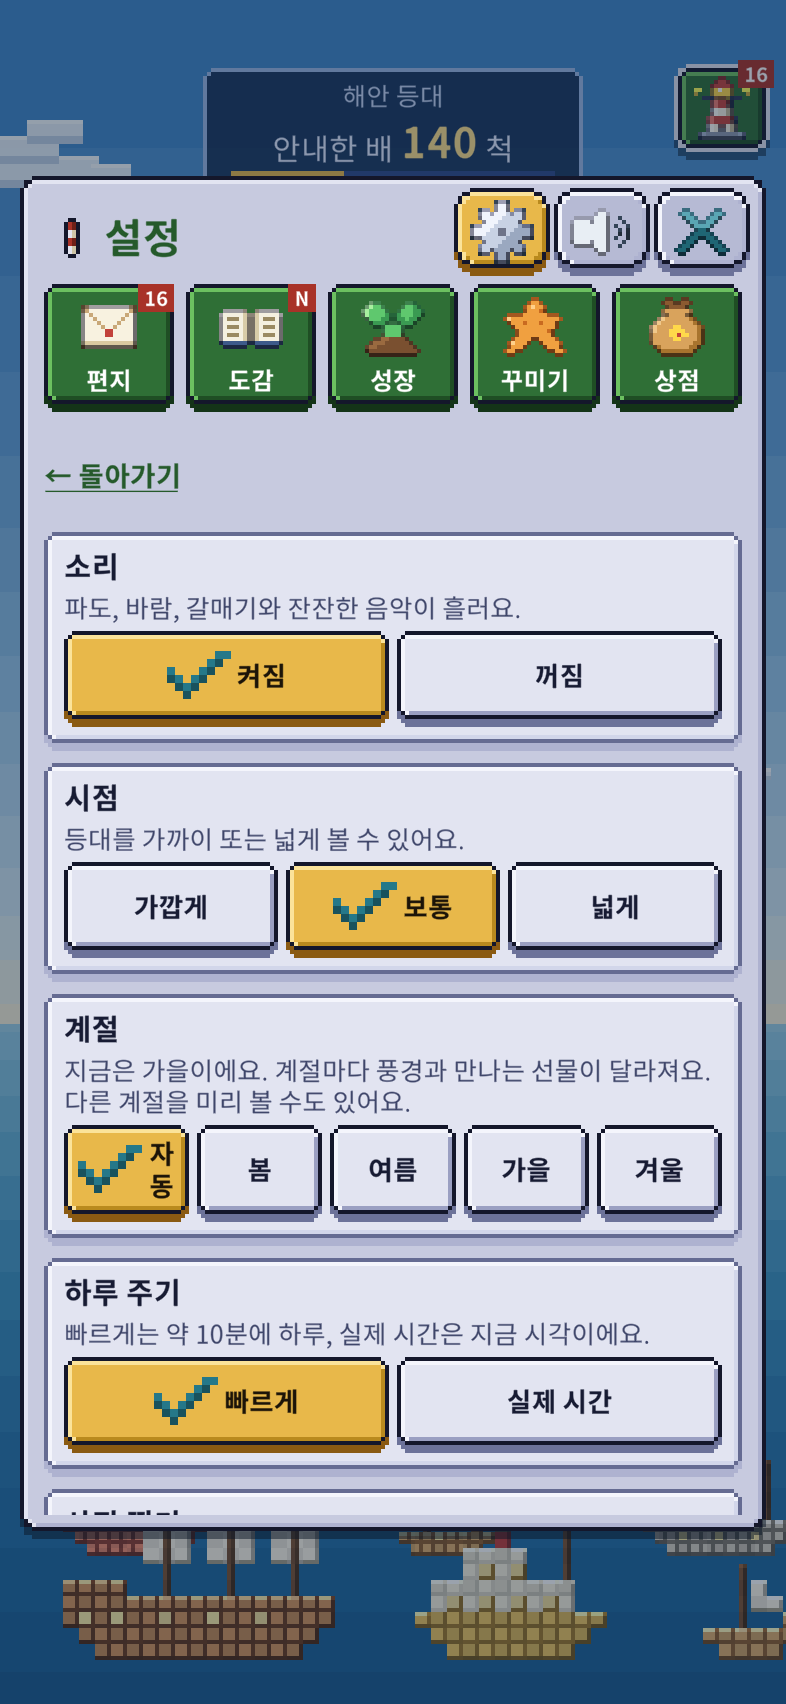 해안 등대
안내한 배 140 척
16
설정
16
N
편지
도감
성장
꾸미기
상점
← 돌아가기
소리
파도, 바람, 갈매기와 잔잔한 음악이 흘러요.
켜짐
꺼짐
시점
등대를 가까이 또는 넓게 볼 수 있어요.
가깝게
보통
넓게
계절
지금은 가을이에요. 계절마다 풍경과 만나는 선물이 달라져요.
다른 계절을 미리 볼 수도 있어요.
자
동
봄
여름
가을
겨울
하루 주기
빠르게는 약 10분에 하루, 실제 시간은 지금 시각이에요.
빠르게
실제 시간